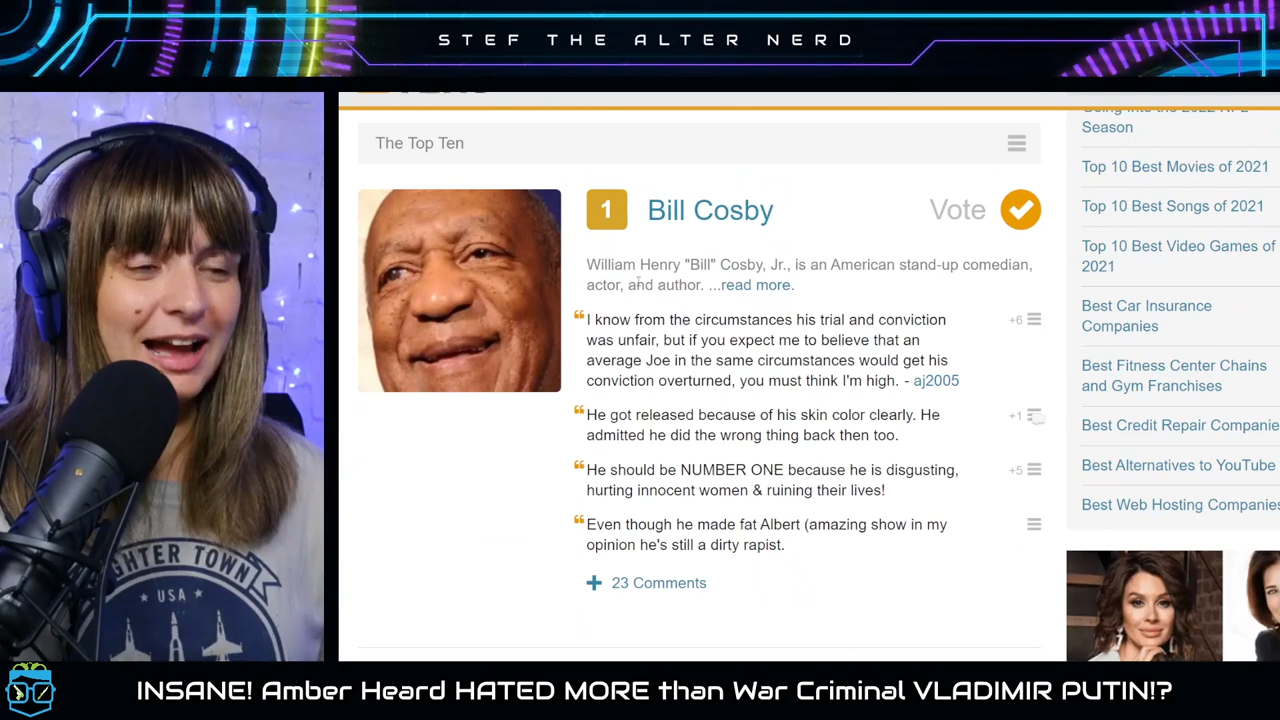 STEF THE ALTER NERD
The Top Ten
1 Bill Cosby
Vote
William Henry "Bill" Cosby, Jr., is an American stand-up comedian,
actor, and author. ...read more.
I know from the circumstances his trial and conviction
was unfair, but if you expect me to believe that an
average Joe in the same circumstances would get his
conviction overturned, you must think I'm high. - aj2005
+6
He got released because of his skin color clearly. He
admitted he did the wrong thing back then too.
+1
He should be NUMBER ONE because he is disgusting,
hurting innocent women & ruining their lives!
+5
Even though he made fat Albert (amazing show in my
opinion he's still a dirty rapist.
+ 23 Comments
Season
Top 10 Best Movies of 2021
Top 10 Best Songs of 2021
Top 10 Best Video Games of
2021
Best Car Insurance
Companies
Best Fitness Center Chains
and Gym Franchises
Best Credit Repair Companie
Best Alternatives to YouTube
Best Web Hosting Companies
GHTER TOWN
★ USA ★
INSANE! Amber Heard HATED MORE than War Criminal VLADIMIR PUTIN!?